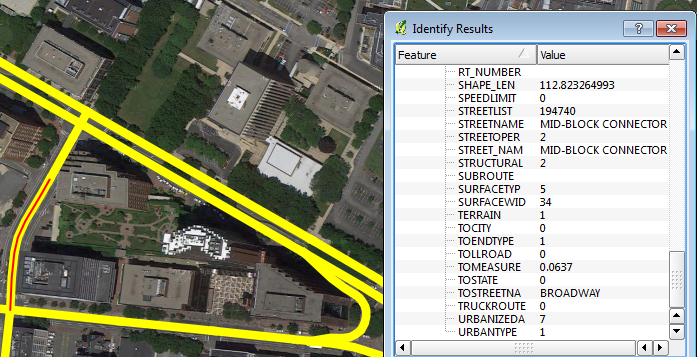 Identify Results
Feature Value
RT_NUMBER
SHAPE_LEN 112.823264993
SPEEDLIMIT 0
STREETLIST 194740
STREETNAME MID-BLOCK CONNECTOR
STREETOPER 2
STREET_NAM MID-BLOCK CONNECTOR
STRUCTURAL 2
SUBROUTE
SURFACETYP 5
SURFACEWID 34
TERRAIN 1
TOCITY 0
TOENDTYPE 1
TOLLROAD 0
TOMEASURE 0.0637
TOSTATE 0
TOSTREETNA BROADWAY
TRUCKROUTE 0
URBANIZEDA 7
URBANTYPE 1